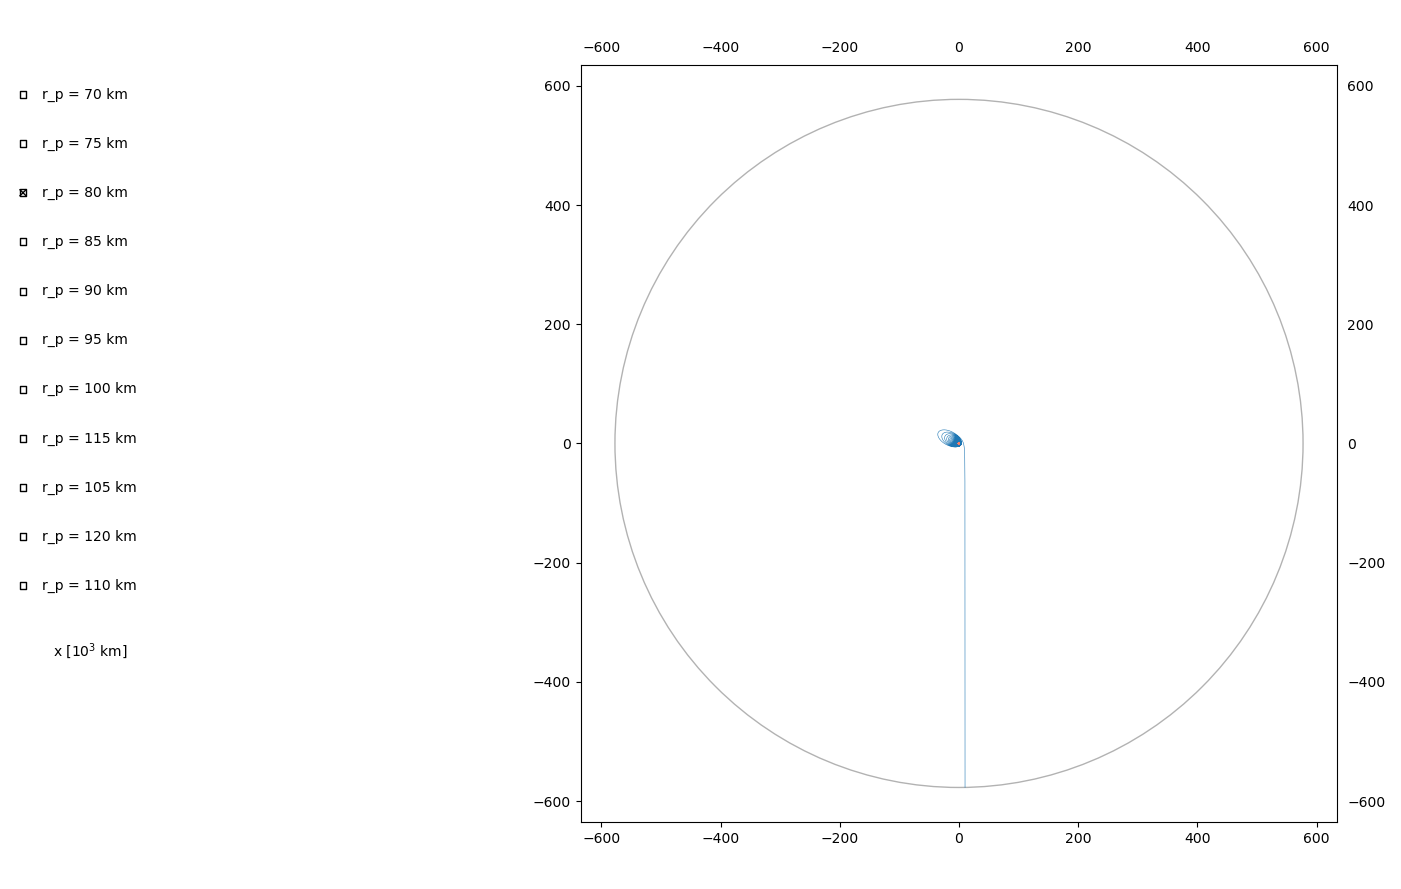 −600 −400 −200 0 200 400 600
600 600
r_p = 70 km
r_p = 75 km
r_p = 80 km
400 400
r_p = 85 km
r_p = 90 km
200 200
r_p = 95 km
r_p = 100 km
r_p = 115 km
0 0
r_p = 105 km
r_p = 120 km
−200 −200
r_p = 110 km
x [10³ km]
−400 −400
−600 −600
−600 −400 −200 0 200 400 600